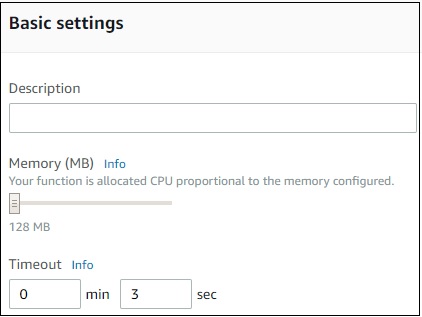 Basic settings
Description
Memory (MB) Info
Your function is allocated CPU proportional to the memory configured.
128 MB
Timeout Info
0 min 3 sec